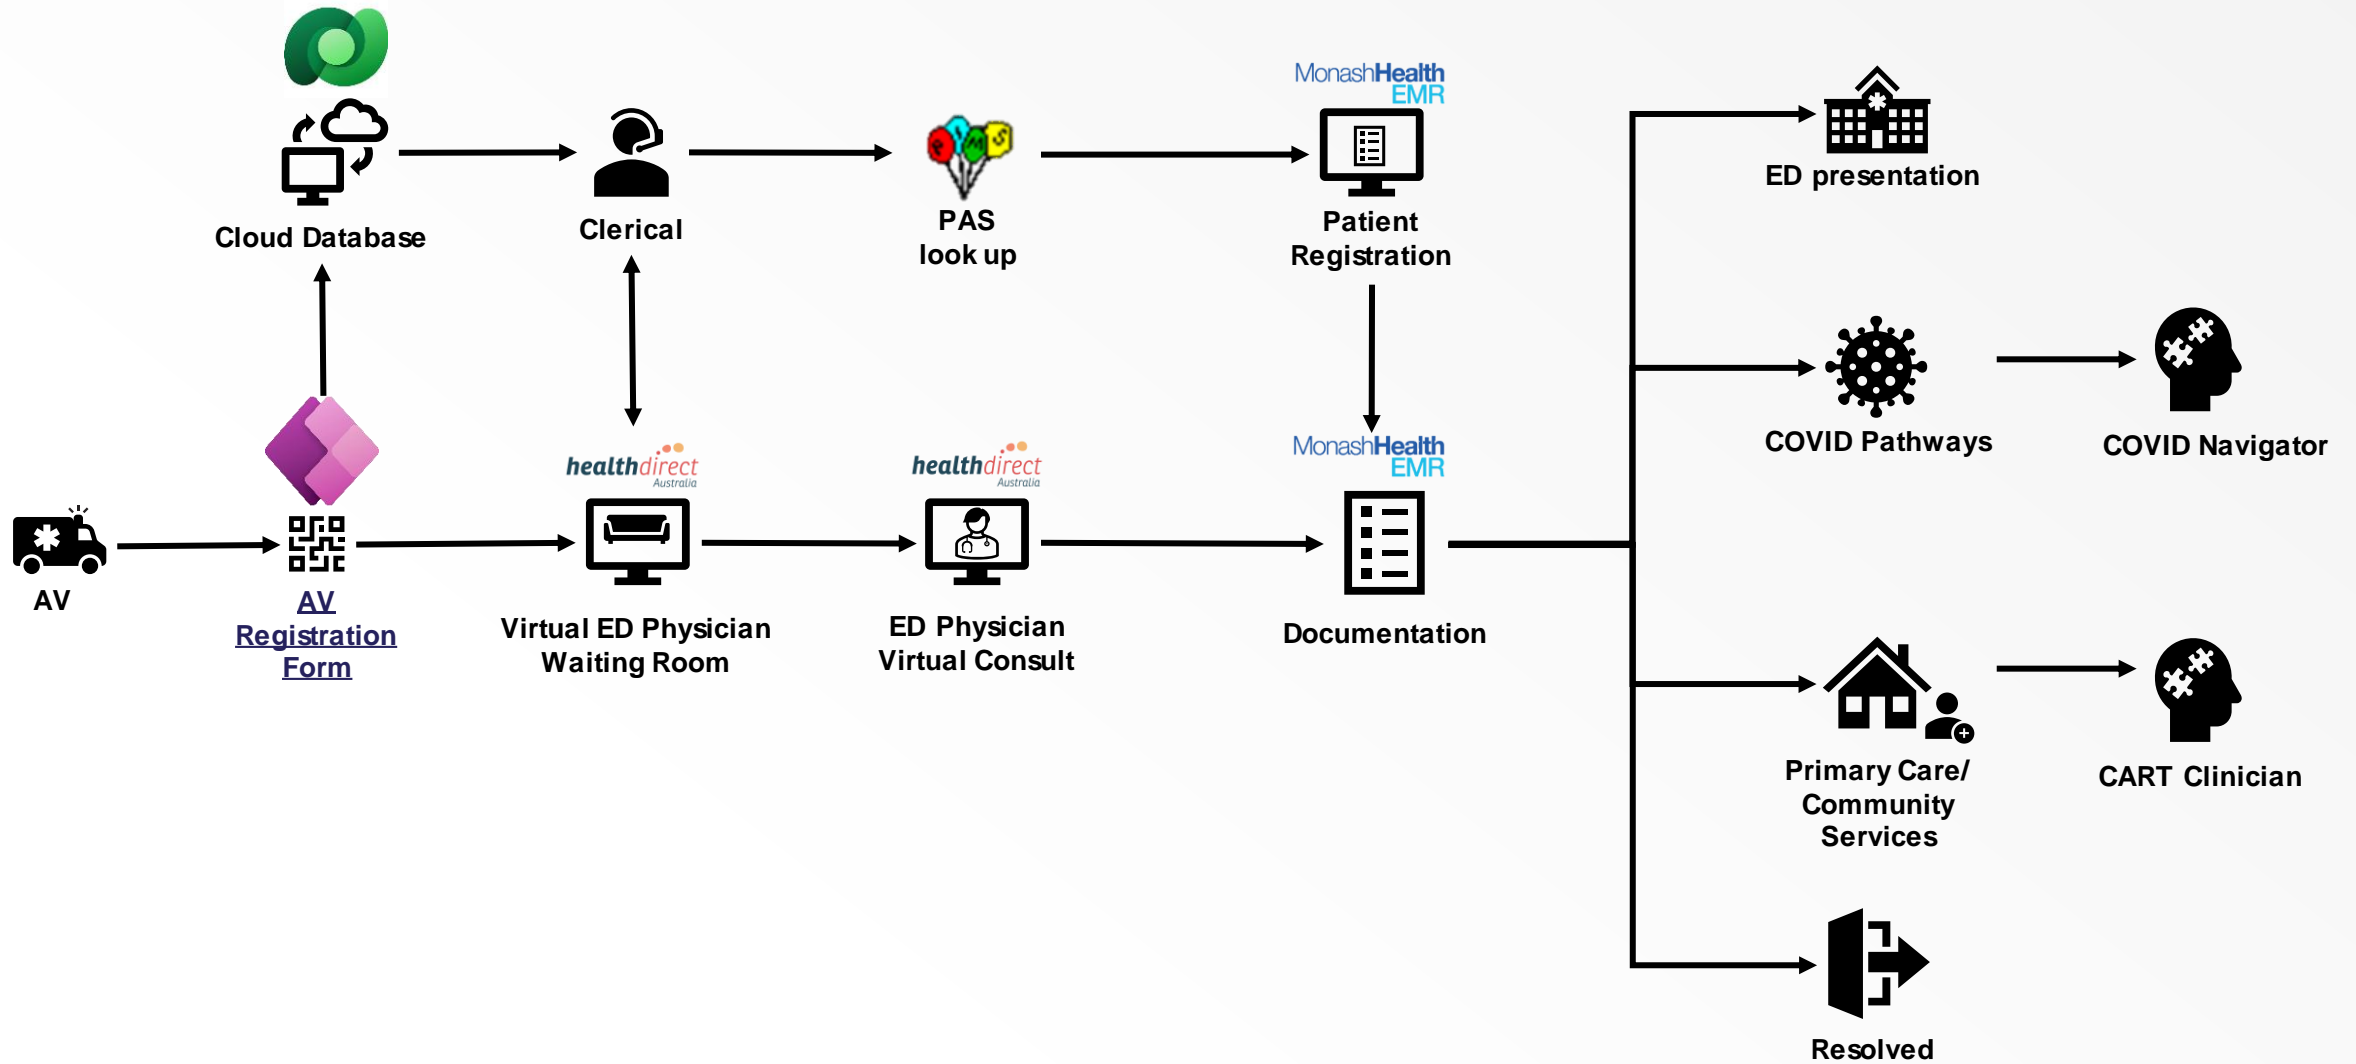 MonashHealth
EMR
Cloud Database
Clerical
P Y M S
PAS
look up
Patient
Registration
ED presentation
healthdirect
Australia
healthdirect
Australia
MonashHealth
EMR
COVID Pathways
COVID Navigator
AV
AV
Registration
Form
Virtual ED Physician
Waiting Room
ED Physician
Virtual Consult
Documentation
Primary Care/
Community
Services
CART Clinician
Resolved